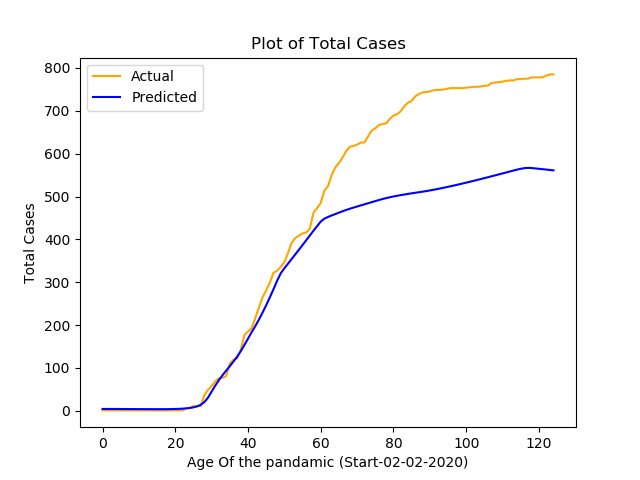 Plot of Total Cases
Actual
Predicted
800
700
600
500
400
300
200
100
0
Total Cases
0 20 40 60 80 100 120
Age Of the pandamic (Start-02-02-2020)